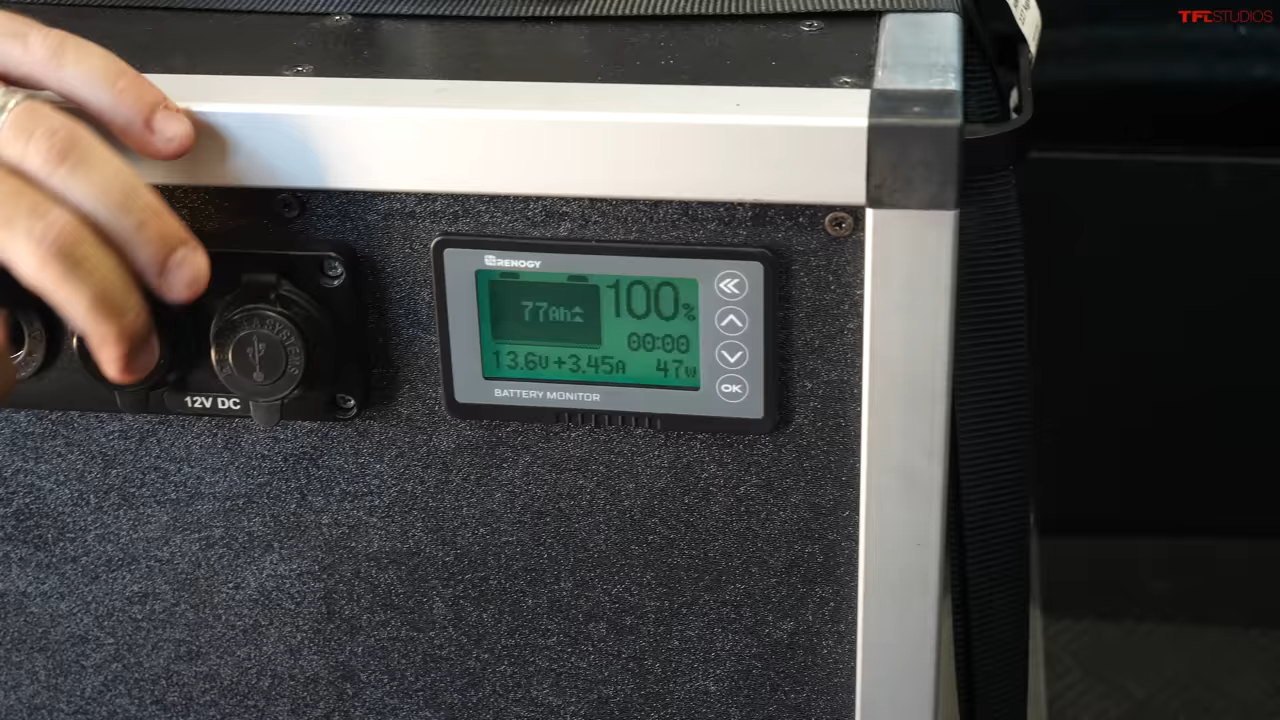 TFLSTUDIOS
RENOGY
77Ah
100%
00:00
13.6V +3.45A 47W
BATTERY MONITOR
OK
12V DC